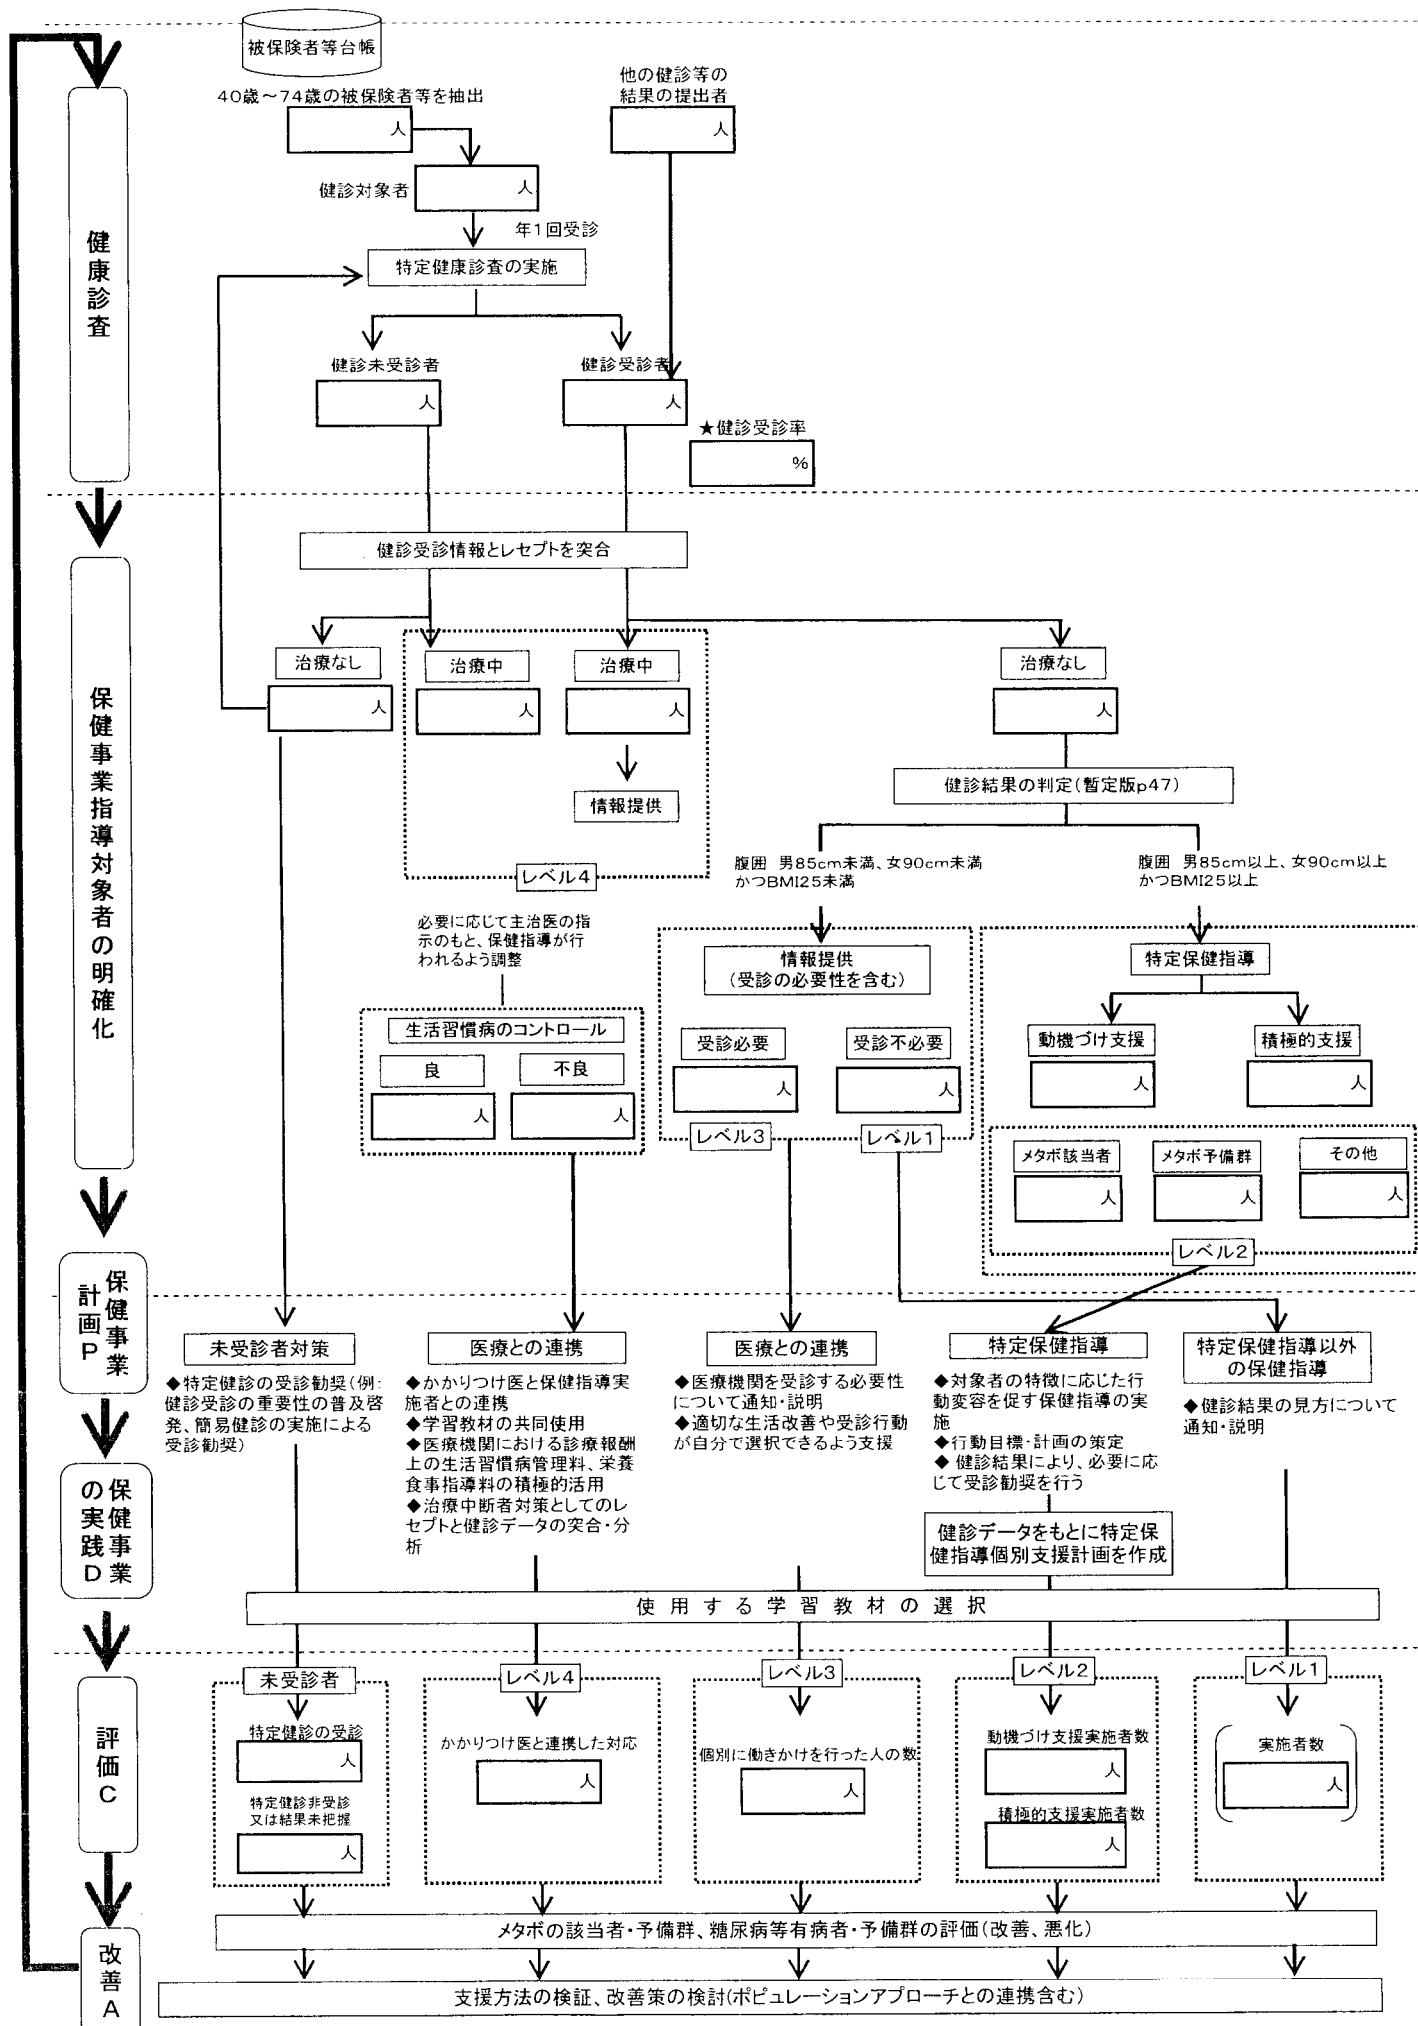 被保険者等台帳
40歳～74歳の被保険者等を抽出
人
他の健診等の
結果の提出者
人
健診対象者
人
年1回受診
特定健康診査の実施
健診未受診者
人
健診受診者
人
★健診受診率
%
健康診査
健診受診情報とレセプトを突合
治療なし
人
治療中
人
治療中
人
情報提供
レベル4
治療なし
人
健診結果の判定(暫定版p47)
腹囲 男85cm未満、女90cm未満
かつBMI25未満
腹囲 男85cm以上、女90cm以上
かつBMI25以上
保健事業指導対象者の明確化
必要に応じて主治医の指
示のもと、保健指導が行
われるよう調整
生活習慣病のコントロール
良
人
不良
人
情報提供
(受診の必要性を含む)
受診必要
人
受診不必要
人
レベル3
レベル1
特定保健指導
動機づけ支援
人
積極的支援
人
メタボ該当者
人
メタボ予備群
人
その他
人
レベル2
保健事業
計画P
未受診者対策
◆特定健診の受診勧奨(例:
健診受診の重要性の普及啓
発、簡易健診の実施による
受診勧奨)
医療との連携
◆かかりつけ医と保健指導実
施者との連携
◆学習教材の共同使用
◆医療機関における診療報酬
上の生活習慣病管理料、栄養
食事指導料の積極的活用
◆治療中断者対策としてのレ
セプトと健診データの突合・分
析
医療との連携
◆医療機関を受診する必要性
について通知・説明
◆適切な生活改善や受診行動
が自分で選択できるよう支援
特定保健指導
◆対象者の特徴に応じた行
動変容を促す保健指導の実
施
◆行動目標・計画の策定
◆健診結果により、必要に応
じて受診勧奨を行う
健診データをもとに特定保
健指導個別支援計画を作成
特定保健指導以外
の保健指導
◆健診結果の見方について
通知・説明
保健事業
の実践D
使用する学習教材の選択
評価C
未受診者
特定健診の受診
人
特定健診非受診
又は結果未把握
人
レベル4
かかりつけ医と連携した対応
人
レベル3
個別に働きかけを行った人の数
人
レベル2
動機づけ支援実施者数
人
積極的支援実施者数
人
レベル1
実施者数
人
メタボの該当者・予備群、糖尿病等有病者・予備群の評価(改善、悪化)
改善A
支援方法の検証、改善策の検討(ポピュレーションアプローチとの連携含む)